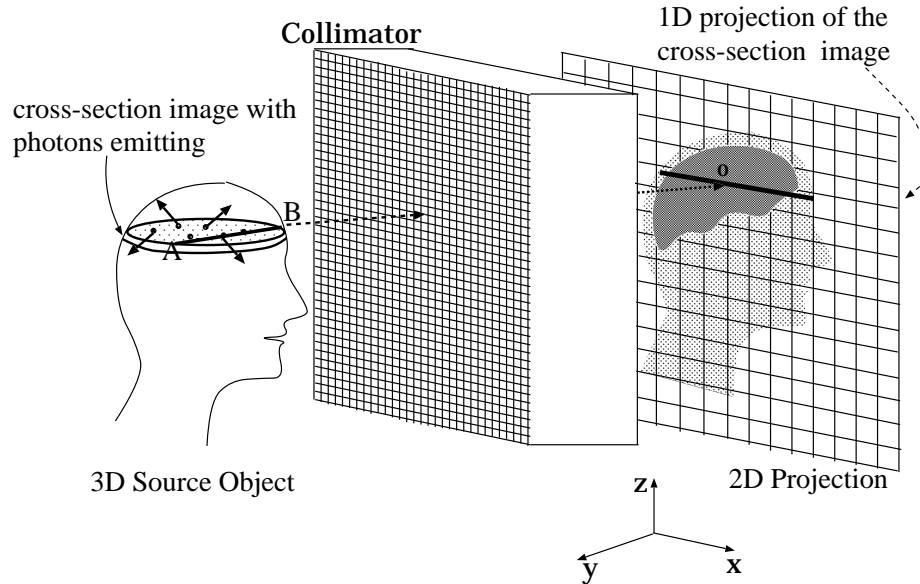 1D projection of the
cross-section image
Collimator
cross-section image with
photons emitting
B
A
o
3D Source Object
2D Projection
z
y
x